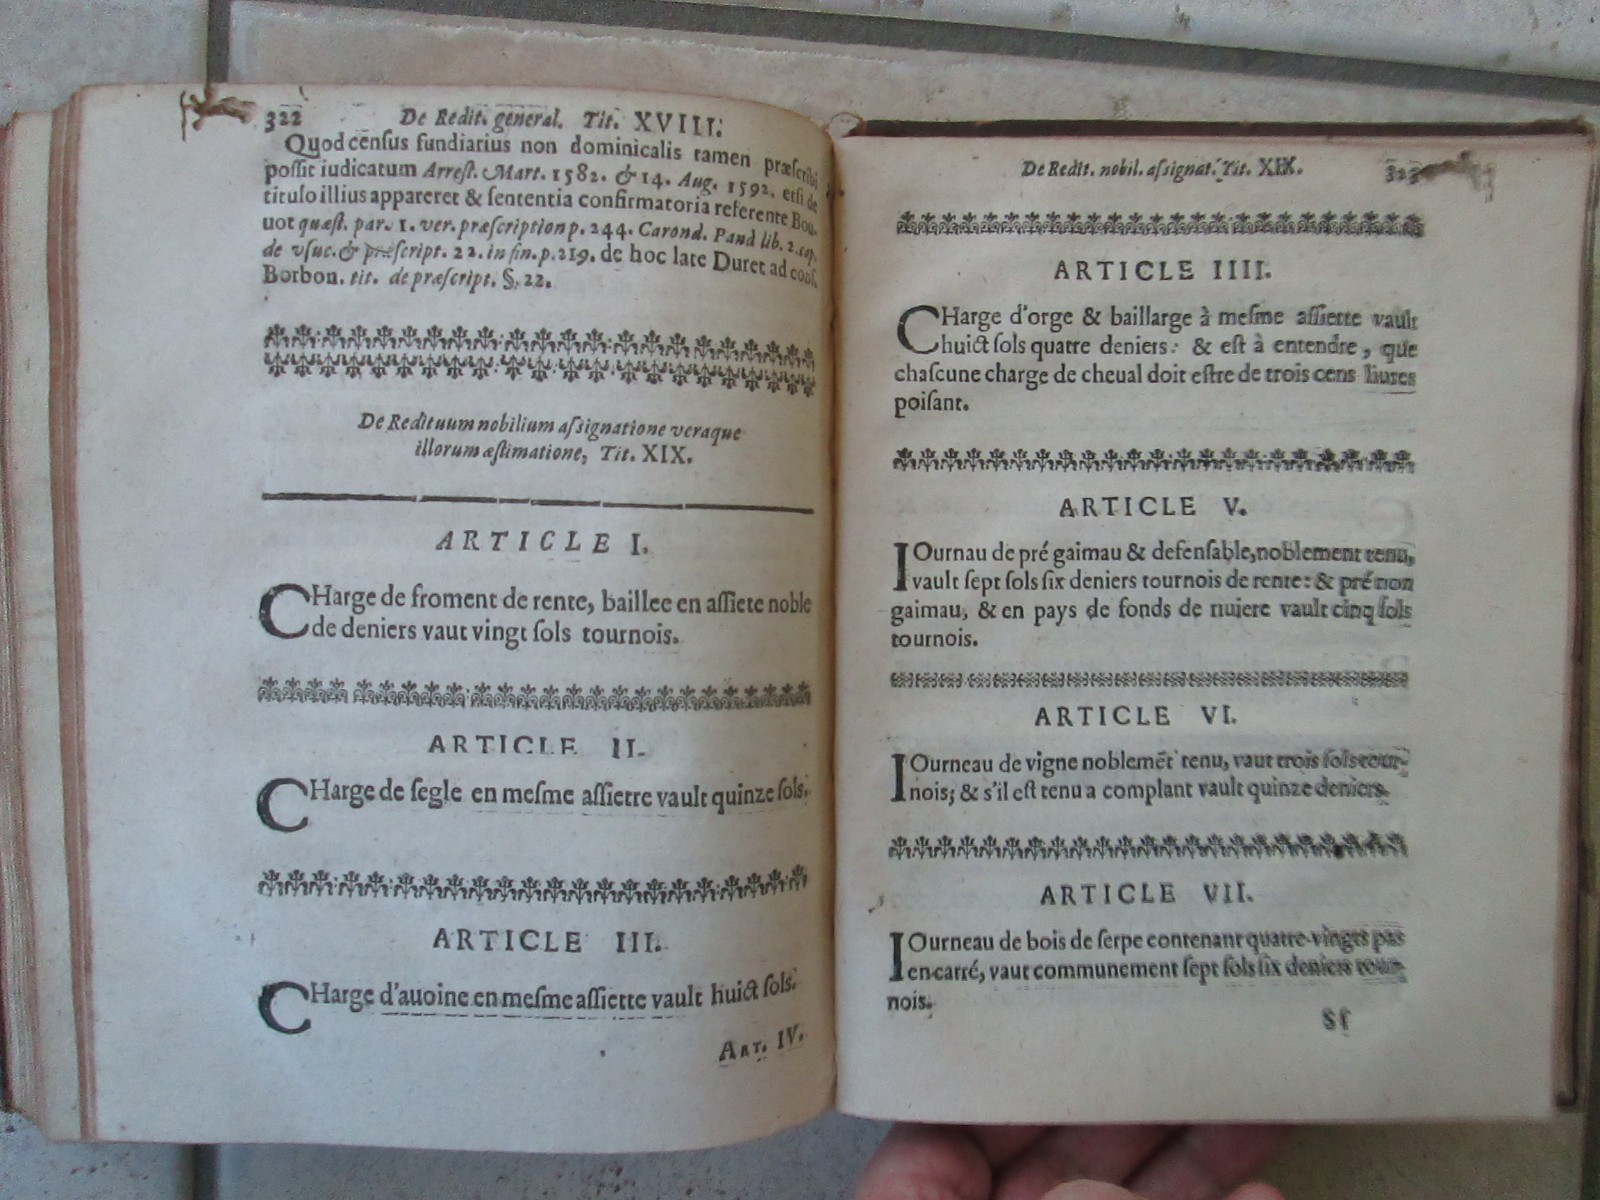 322 De Redit. general. Tit. XVIII.
Quod census fundiarius non dominicalis tamen præſcribi
poſſit iudicatum Arreſt. Mart. 1582. & 14. Aug. 1592. etſi de
titulo illius appareret & ſententia confirmatoria referente Bou-
uot quæſt. par. 1. ver. præſcription p. 244. Carond. Pand lib. 2. cap.
de vſuc. & præſcript. 22. in fin. p. 219. de hoc late Duret ad conſ.
Borbon. tit. de præſcript. §. 22.
De Redituum nobilium aſsignatione veraque
illorum æſtimatione, Tit. XIX.
ARTICLE I.
CHarge de froment de rente, baillee en aſſiete noble
de deniers vaut vingt ſols tournois.
ARTICLE II.
CHarge de ſegle en meſme aſſiette vault quinze ſols.
ARTICLE III.
CHarge d'auoine en meſme aſſiette vault huict ſols.
ART. IV.
De Redit. nobil. aſsignat. Tit. XIX. 323
ARTICLE IIII.
CHarge d'orge & baillarge à meſme aſſiette vault
huict ſols quatre deniers: & est à entendre, que
chaſcune charge de cheual doit eſtre de trois cens liures
poiſant.
ARTICLE V.
IOurnau de pré gaimau & defenſable, noblement tenu,
vault ſept ſols ſix deniers tournois de rente: & pré non
gaimau, & en pays de fonds de riuiere vault cinq ſols
tournois.
ARTICLE VI.
IOurneau de vigne noblemēt tenu, vaut trois ſols tour-
nois; & s'il eſt tenu a complant vault quinze deniers.
ARTICLE VII.
IOurneau de bois de ſerpe contenant quatre-vingts pas
en carré, vaut communement ſept ſols ſix deniers tour-
nois.